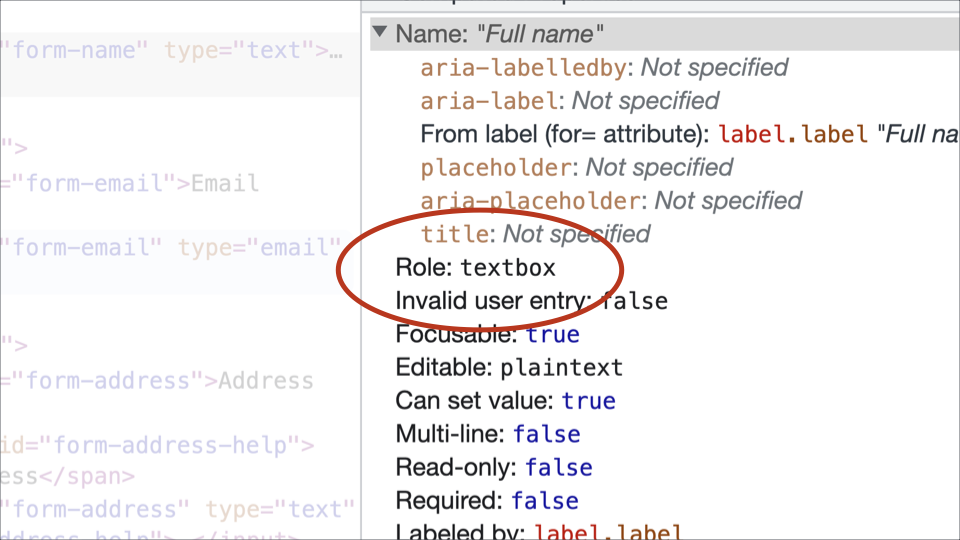 "form-name" type="text">…
">
="form-email">Email
"form-email" type="email"
">
="form-address">Address
id="form-address-help">
ess</span>
"form-address" type="text"
ddress-help"> </input>
Name: "Full name"
aria-labelledby: Not specified
aria-label: Not specified
From label (for= attribute): label.label "Full na
placeholder: Not specified
aria-placeholder: Not specified
title: Not specified
Role: textbox
Invalid user entry: false
Focusable: true
Editable: plaintext
Can set value: true
Multi-line: false
Read-only: false
Required: false
Labeled by: label.label